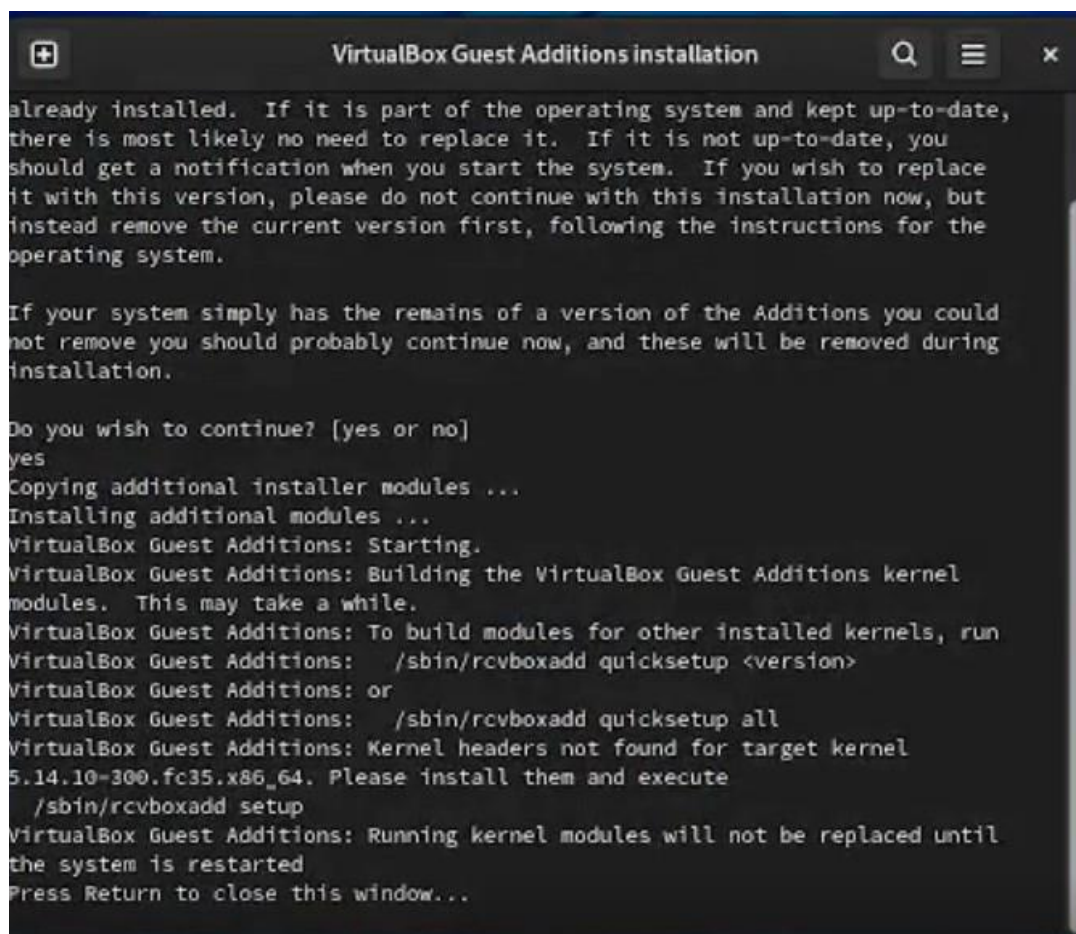 VirtualBox Guest Additions installation
already installed.  If it is part of the operating system and kept up-to-date,
there is most likely no need to replace it.  If it is not up-to-date, you
should get a notification when you start the system.  If you wish to replace
it with this version, please do not continue with this installation now, but
instead remove the current version first, following the instructions for the
operating system.
If your system simply has the remains of a version of the Additions you could
not remove you should probably continue now, and these will be removed during
installation.
Do you wish to continue? [yes or no]
yes
Copying additional installer modules ...
Installing additional modules ...
VirtualBox Guest Additions: Starting.
VirtualBox Guest Additions: Building the VirtualBox Guest Additions kernel
modules.  This may take a while.
VirtualBox Guest Additions: To build modules for other installed kernels, run
VirtualBox Guest Additions:   /sbin/rcvboxadd quicksetup <version>
VirtualBox Guest Additions: or
VirtualBox Guest Additions:   /sbin/rcvboxadd quicksetup all
VirtualBox Guest Additions: Kernel headers not found for target kernel
5.14.10-300.fc35.x86_64. Please install them and execute
  /sbin/rcvboxadd setup
VirtualBox Guest Additions: Running kernel modules will not be replaced until
the system is restarted
Press Return to close this window...